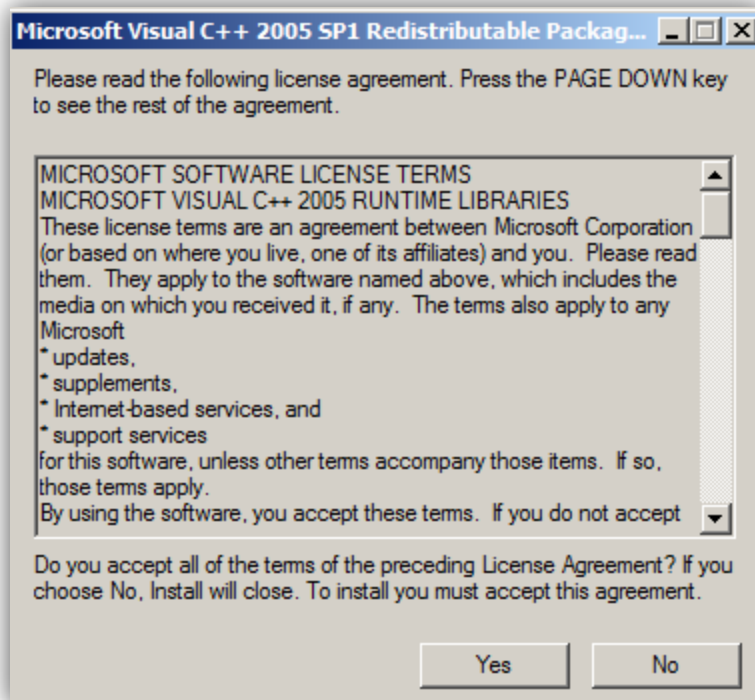 Microsoft Visual C++ 2005 SP1 Redistributable Packag...
Please read the following license agreement. Press the PAGE DOWN key
to see the rest of the agreement.
MICROSOFT SOFTWARE LICENSE TERMS
MICROSOFT VISUAL C++ 2005 RUNTIME LIBRARIES
These license terms are an agreement between Microsoft Corporation
(or based on where you live, one of its affiliates) and you.  Please read
them.  They apply to the software named above, which includes the
media on which you received it, if any.  The terms also apply to any
Microsoft
* updates,
* supplements,
* Internet-based services, and
* support services
for this software, unless other terms accompany those items.  If so,
those terms apply.
By using the software, you accept these terms.  If you do not accept
Do you accept all of the terms of the preceding License Agreement? If you
choose No, Install will close. To install you must accept this agreement.
Yes
No